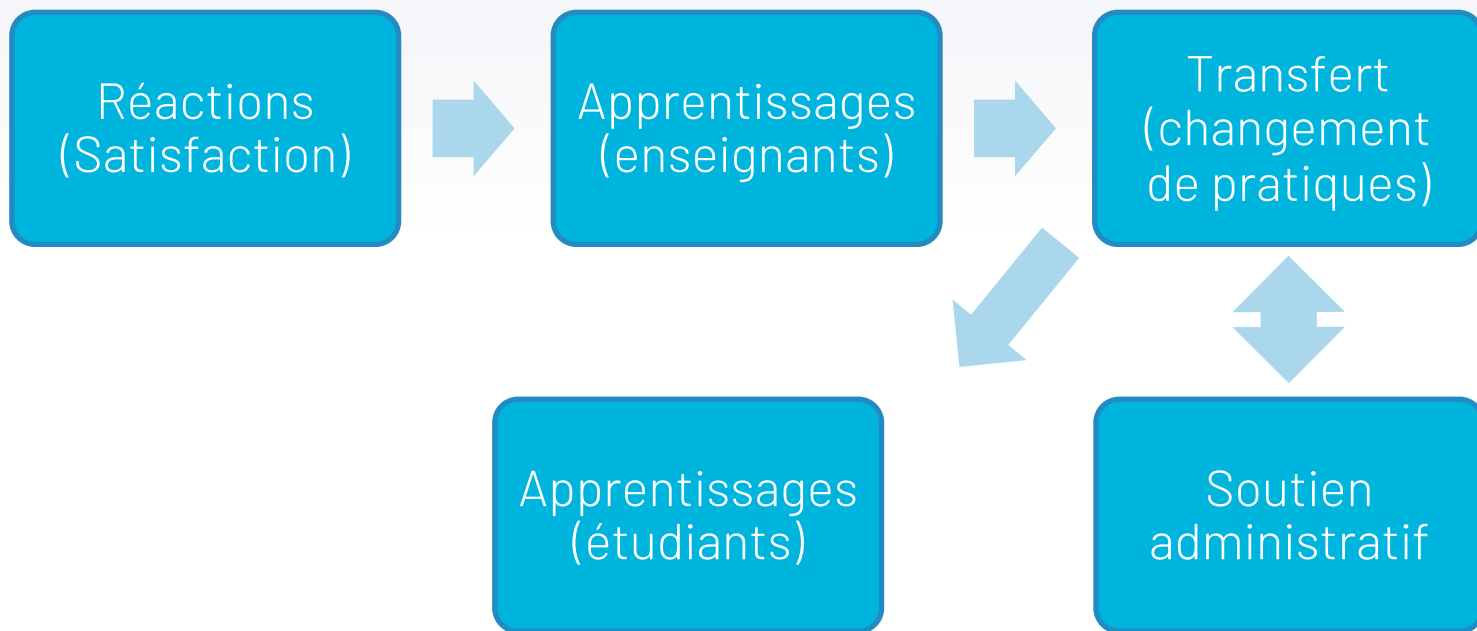 Réactions
(Satisfaction)
Apprentissages
(enseignants)
Transfert
(changement
de pratiques)
Apprentissages
(étudiants)
Soutien
administratif